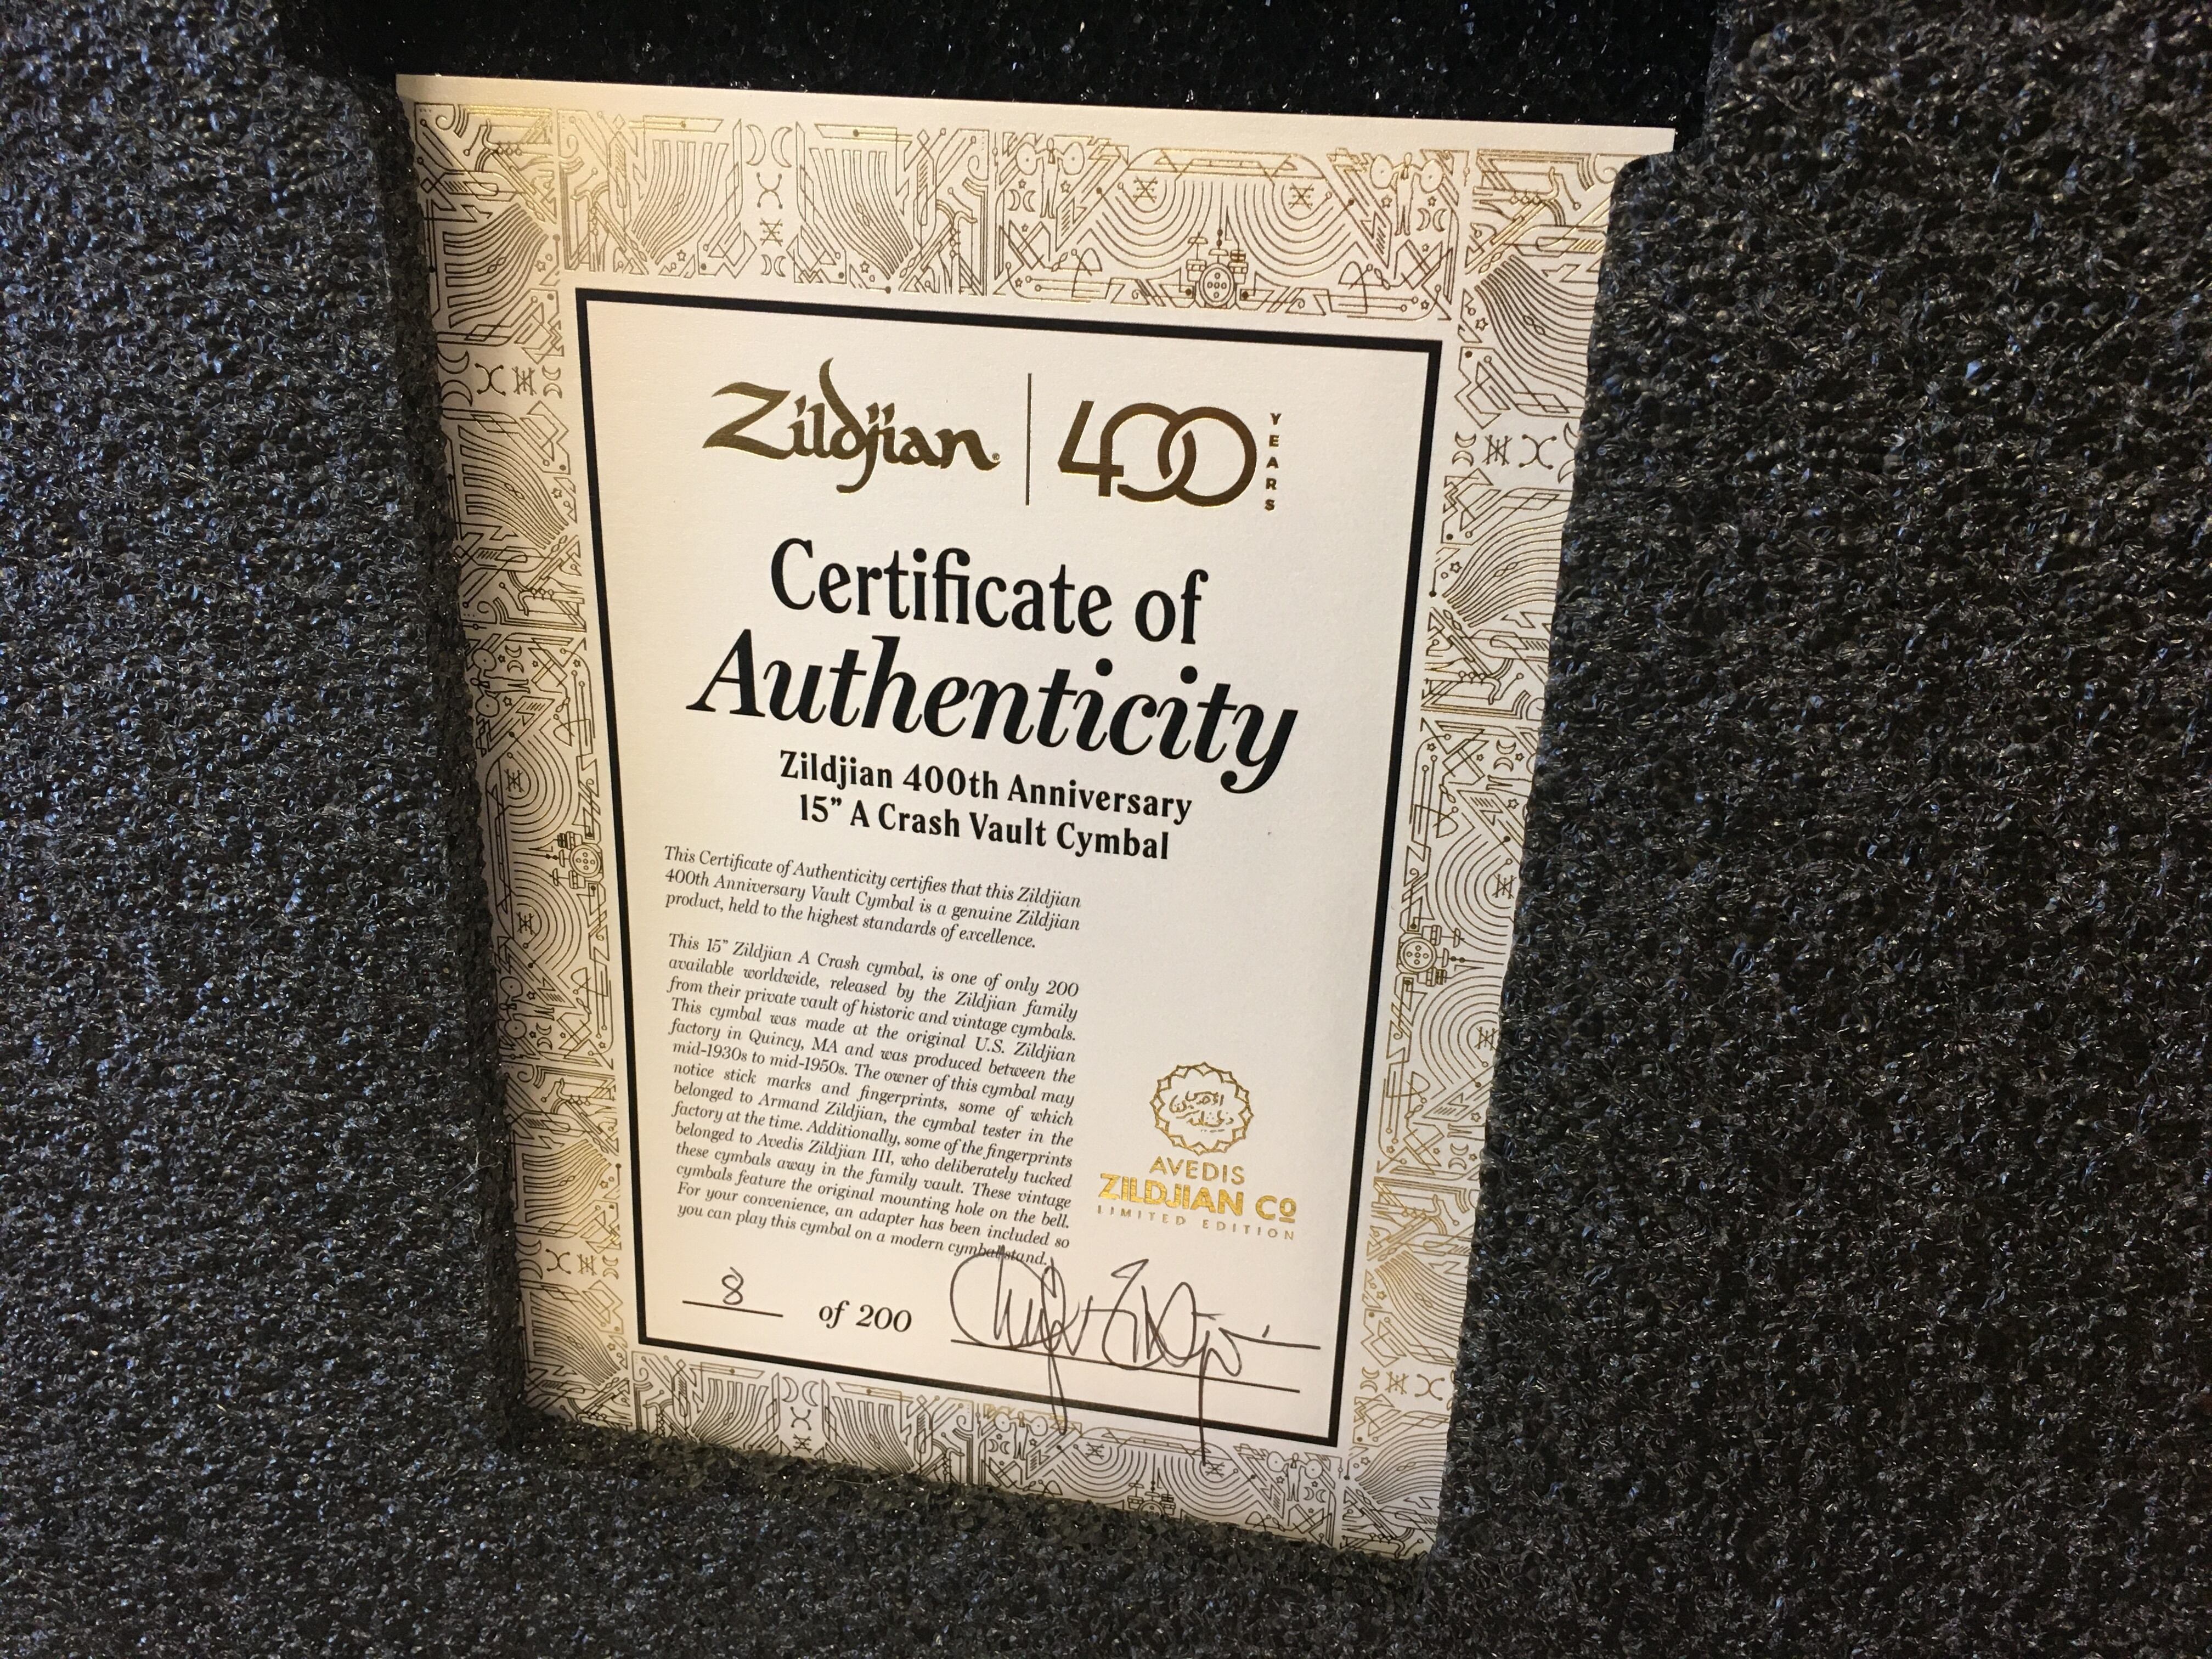 Zildjian
400 YEARS
Certificate of
Authenticity
Zildjian 400th Anniversary
15” A Crash Vault Cymbal
This Certificate of Authenticity certifies that this Zildjian
400th Anniversary Vault Cymbal is a genuine Zildjian
product, held to the highest standards of excellence.
This 15” Zildjian A Crash cymbal, is one of only 200
available worldwide, released by the Zildjian family
from their private vault of historic and vintage cymbals.
This cymbal was made at the original U.S. Zildjian
factory in Quincy, MA and was produced between the
mid-1930s to mid-1950s. The owner of this cymbal may
notice stick marks and fingerprints, some of which
belonged to Armand Zildjian, the cymbal tester in the
factory at the time. Additionally, some of the fingerprints
belonged to Avedis Zildjian III, who deliberately tucked
these cymbals away in the family vault. These vintage
cymbals feature the original mounting hole on the bell.
For your convenience, an adapter has been included so
you can play this cymbal on a modern cymbal stand.
AVEDIS
ZILDJIAN CO
LIMITED EDITION
8 of 200